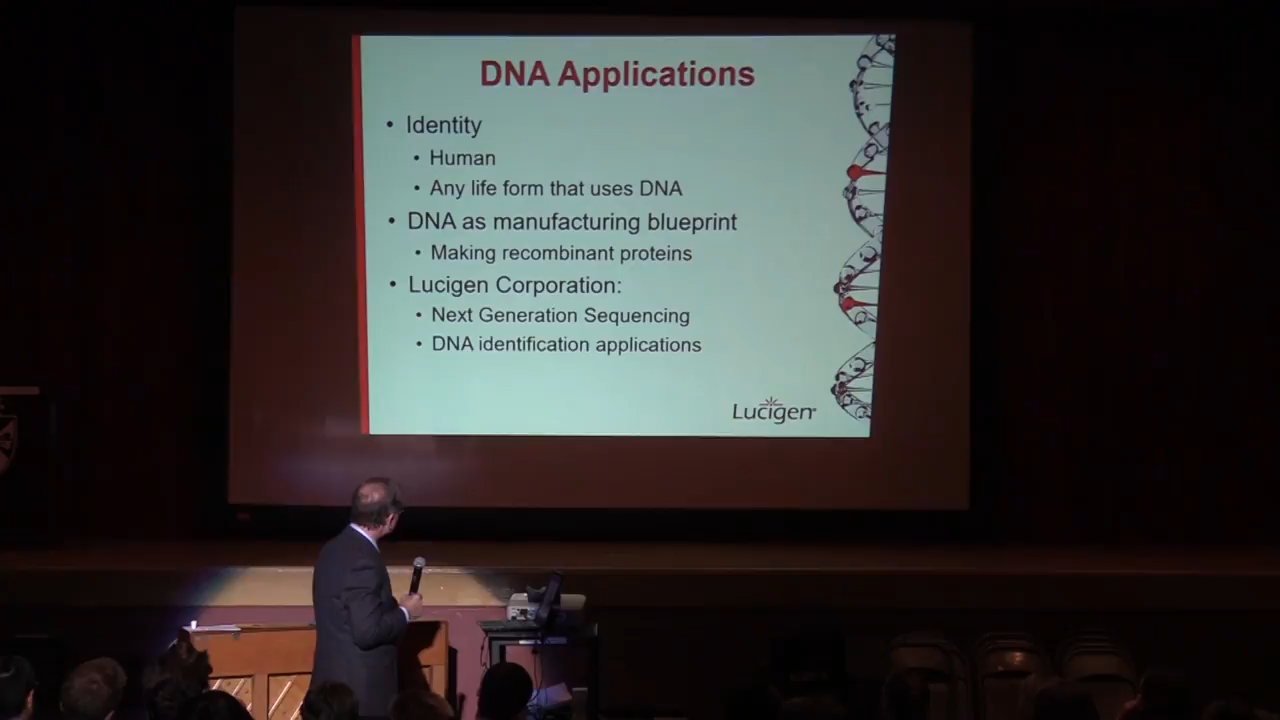 DNA Applications
• Identity
• Human
• Any life form that uses DNA
• DNA as manufacturing blueprint
• Making recombinant proteins
• Lucigen Corporation:
• Next Generation Sequencing
• DNA identification applications
Lucigen